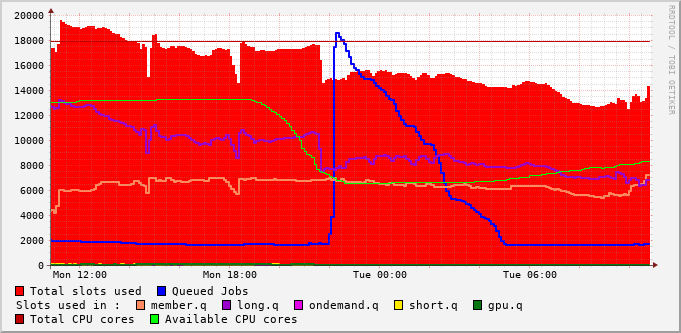 20000
18000
16000
14000
12000
10000
8000
6000
4000
2000
0
Mon 12:00 Mon 18:00 Tue 00:00 Tue 06:00
RRDTOOL / TOBI OETIKER
Total slots used Queued Jobs
Slots used in : member.q long.q ondemand.q short.q gpu.q
Total CPU cores Available CPU cores